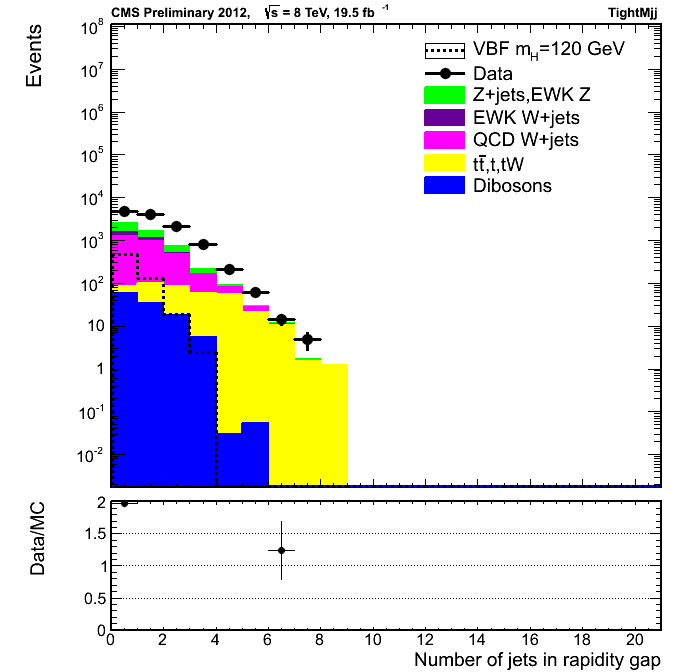 CMS Preliminary 2012, √s = 8 TeV, 19.5 fb⁻¹ TightMjj
Events
10⁸
10⁷
10⁶
10⁵
10⁴
10³
10²
10
1
10⁻¹
10⁻²
VBF m_H=120 GeV
Data
Z+jets,EWK Z
EWK W+jets
QCD W+jets
tt̅,t,tW
Dibosons
Data/MC
2
1.5
1
0.5
0
0 2 4 6 8 10 12 14 16 18 20
Number of jets in rapidity gap